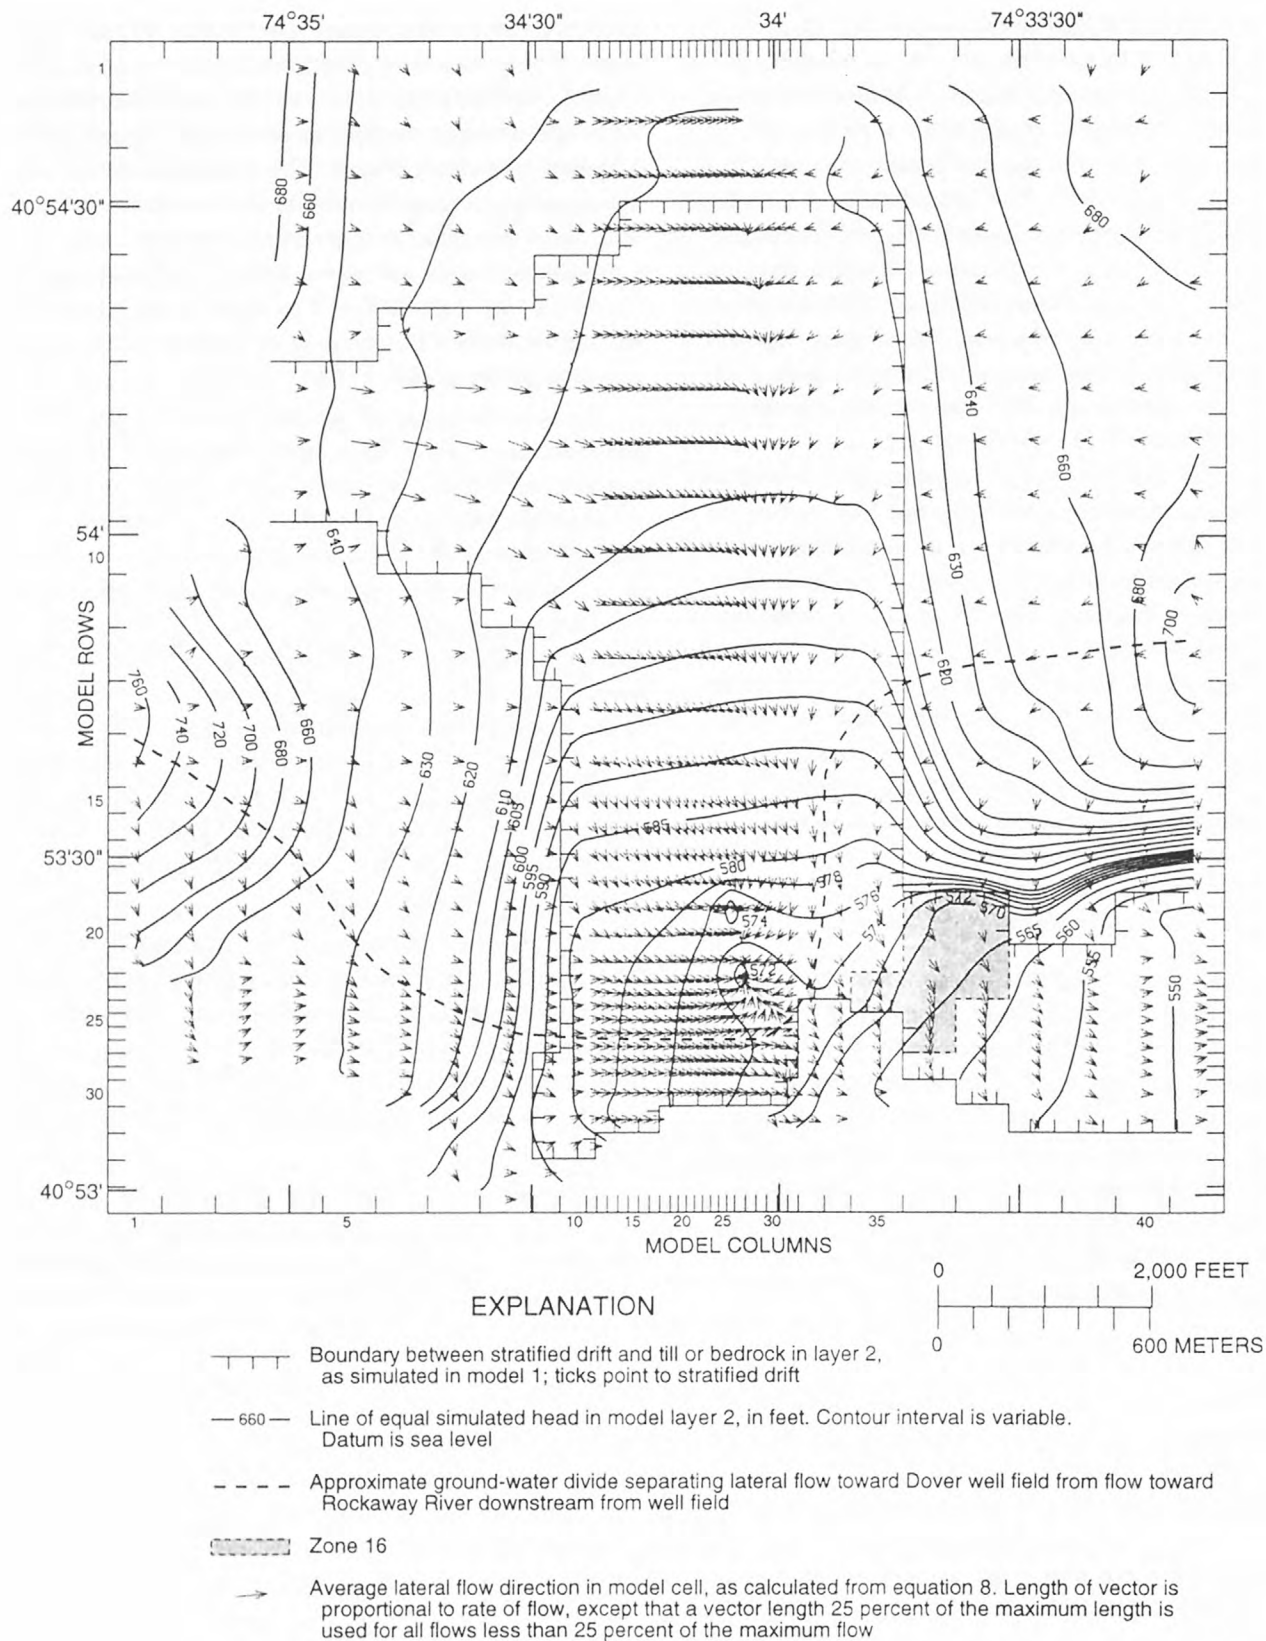 74°35' 34'30" 34' 74°33'30"
1
680
660
40°54'30"
680
640
660
54'
10
640
630
680
700
MODEL ROWS
620
760
740
720
700
680
660
630
620
610
605
15
585
53'30"
600
595
590
580
578
576
574
572
570
574
20
565
560
572
555
550
25
30
40°53'
1 5 10 15 20 25 30 35 40
MODEL COLUMNS
0 2,000 FEET
0 600 METERS
EXPLANATION
Boundary between stratified drift and till or bedrock in layer 2,
as simulated in model 1; ticks point to stratified drift
660 Line of equal simulated head in model layer 2, in feet. Contour interval is variable.
Datum is sea level
Approximate ground-water divide separating lateral flow toward Dover well field from flow toward
Rockaway River downstream from well field
Zone 16
Average lateral flow direction in model cell, as calculated from equation 8. Length of vector is
proportional to rate of flow, except that a vector length 25 percent of the maximum length is
used for all flows less than 25 percent of the maximum flow